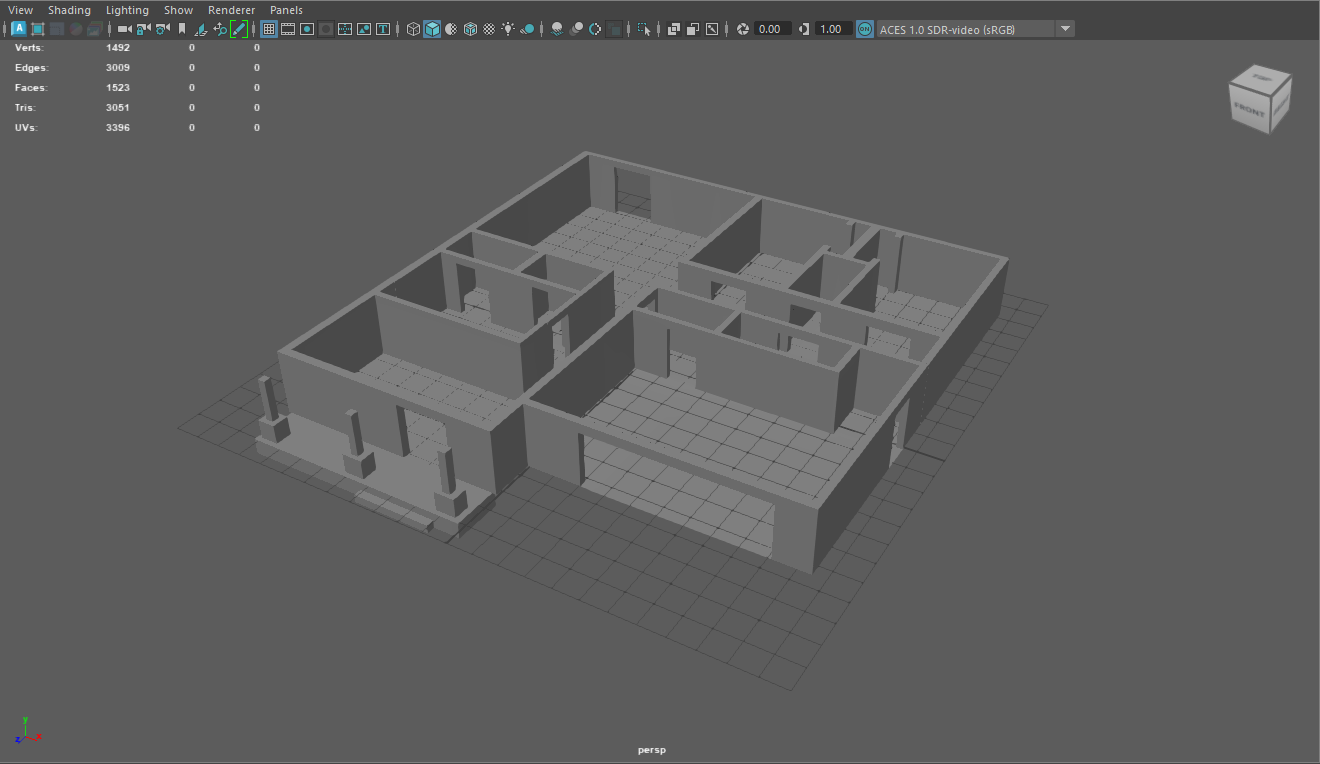 View Shading Lighting Show Renderer Panels
A T 0.00 1.00 ON ACES 1.0 SDR-video (sRGB)
Verts: 1492 0 0
Edges: 3009 0 0
Faces: 1523 0 0
Tris: 3051 0 0
UVs: 3396 0 0
TOP
FRONT
y
z x
persp